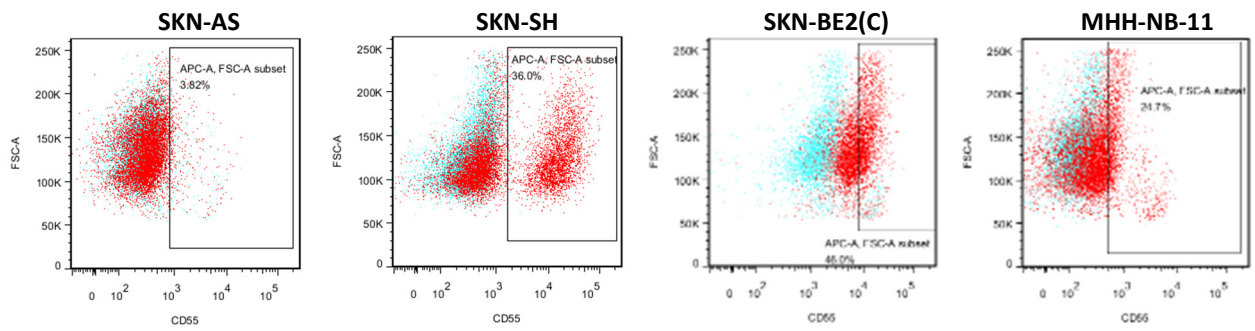 SKN-AS
250K
200K
150K
100K
50K
0
FSC-A
APC-A, FSC-A subset
3.82%
0 10^2 10^3 10^4 10^5
CD55
SKN-SH
250K
200K
150K
100K
50K
0
FSC-A
APC-A, FSC-A subset
36.0%
0 10^2 10^3 10^4 10^5
CD55
SKN-BE2(C)
250K
200K
150K
100K
50K
0
FSC-A
APC-A, FSC-A subset
46.0%
0 10^2 10^3 10^4 10^5
CD55
MHH-NB-11
250K
200K
150K
100K
50K
0
FSC-A
APC-A, FSC-A subset
24.7%
0 10^2 10^3 10^4 10^5
CD55